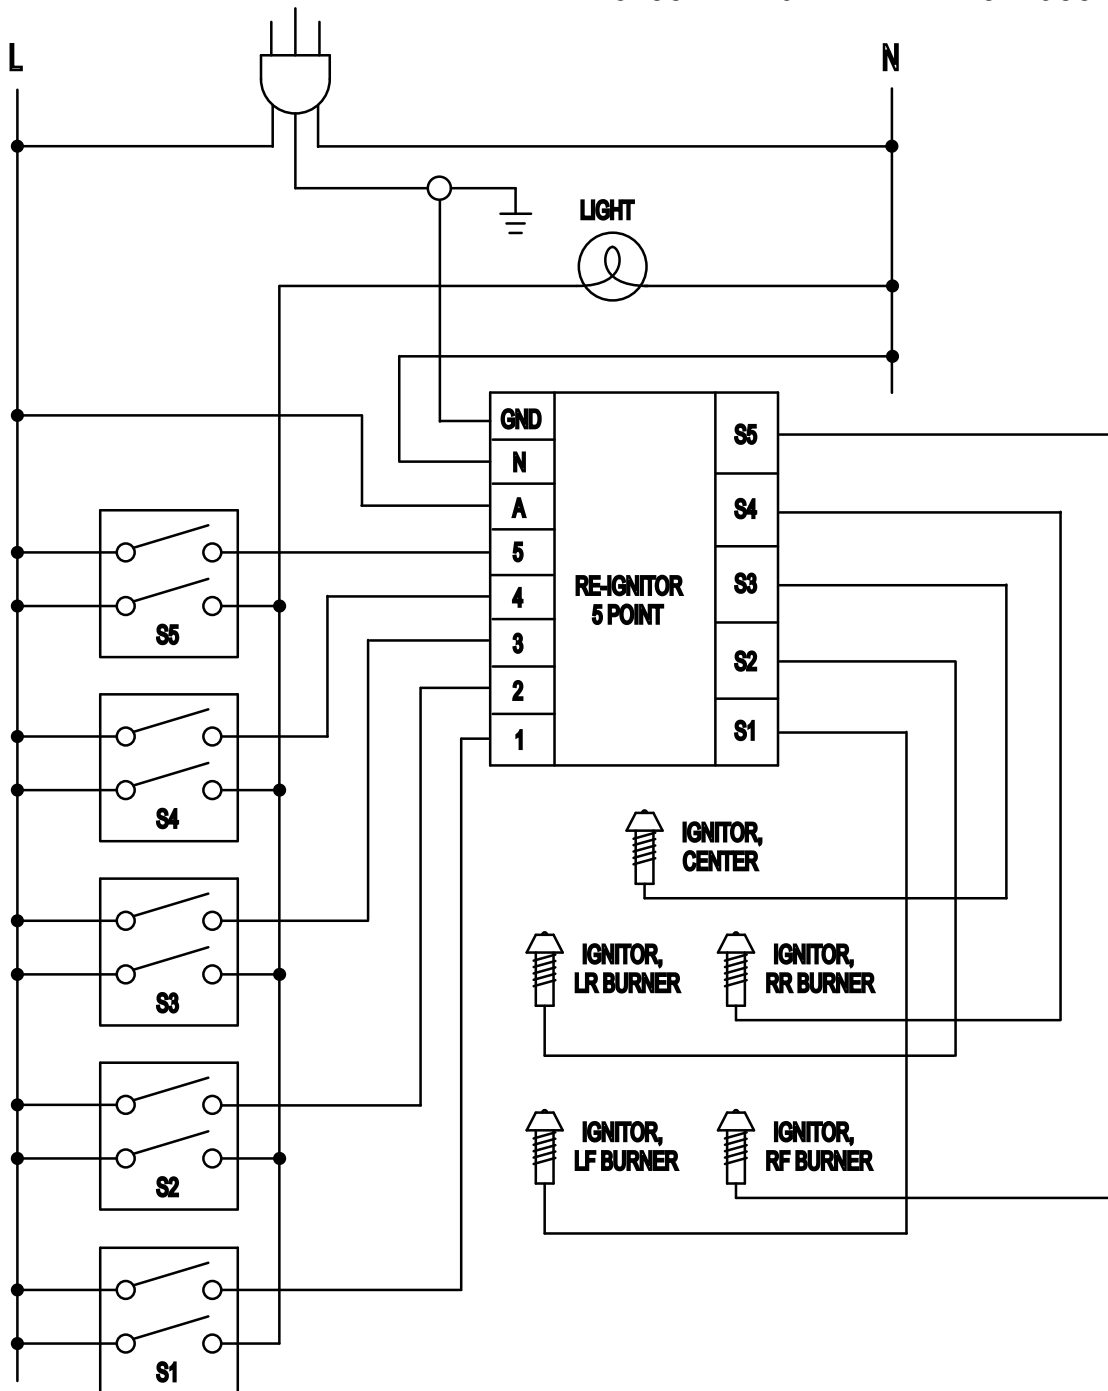 L
N
LIGHT
GND
N
A
5
4
3
2
1
RE-IGNITOR
5 POINT
S5
S4
S3
S2
S1
S5
S4
S3
S2
S1
IGNITOR,
CENTER
IGNITOR,
LR BURNER
IGNITOR,
RR BURNER
IGNITOR,
LF BURNER
IGNITOR,
RF BURNER